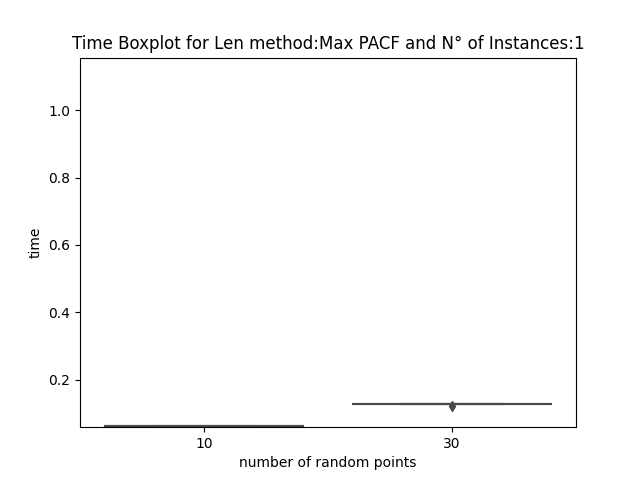 Time Boxplot for Len method:Max PACF and N° of Instances:1
1.0
0.8
0.6
0.4
0.2
time
10
30
number of random points